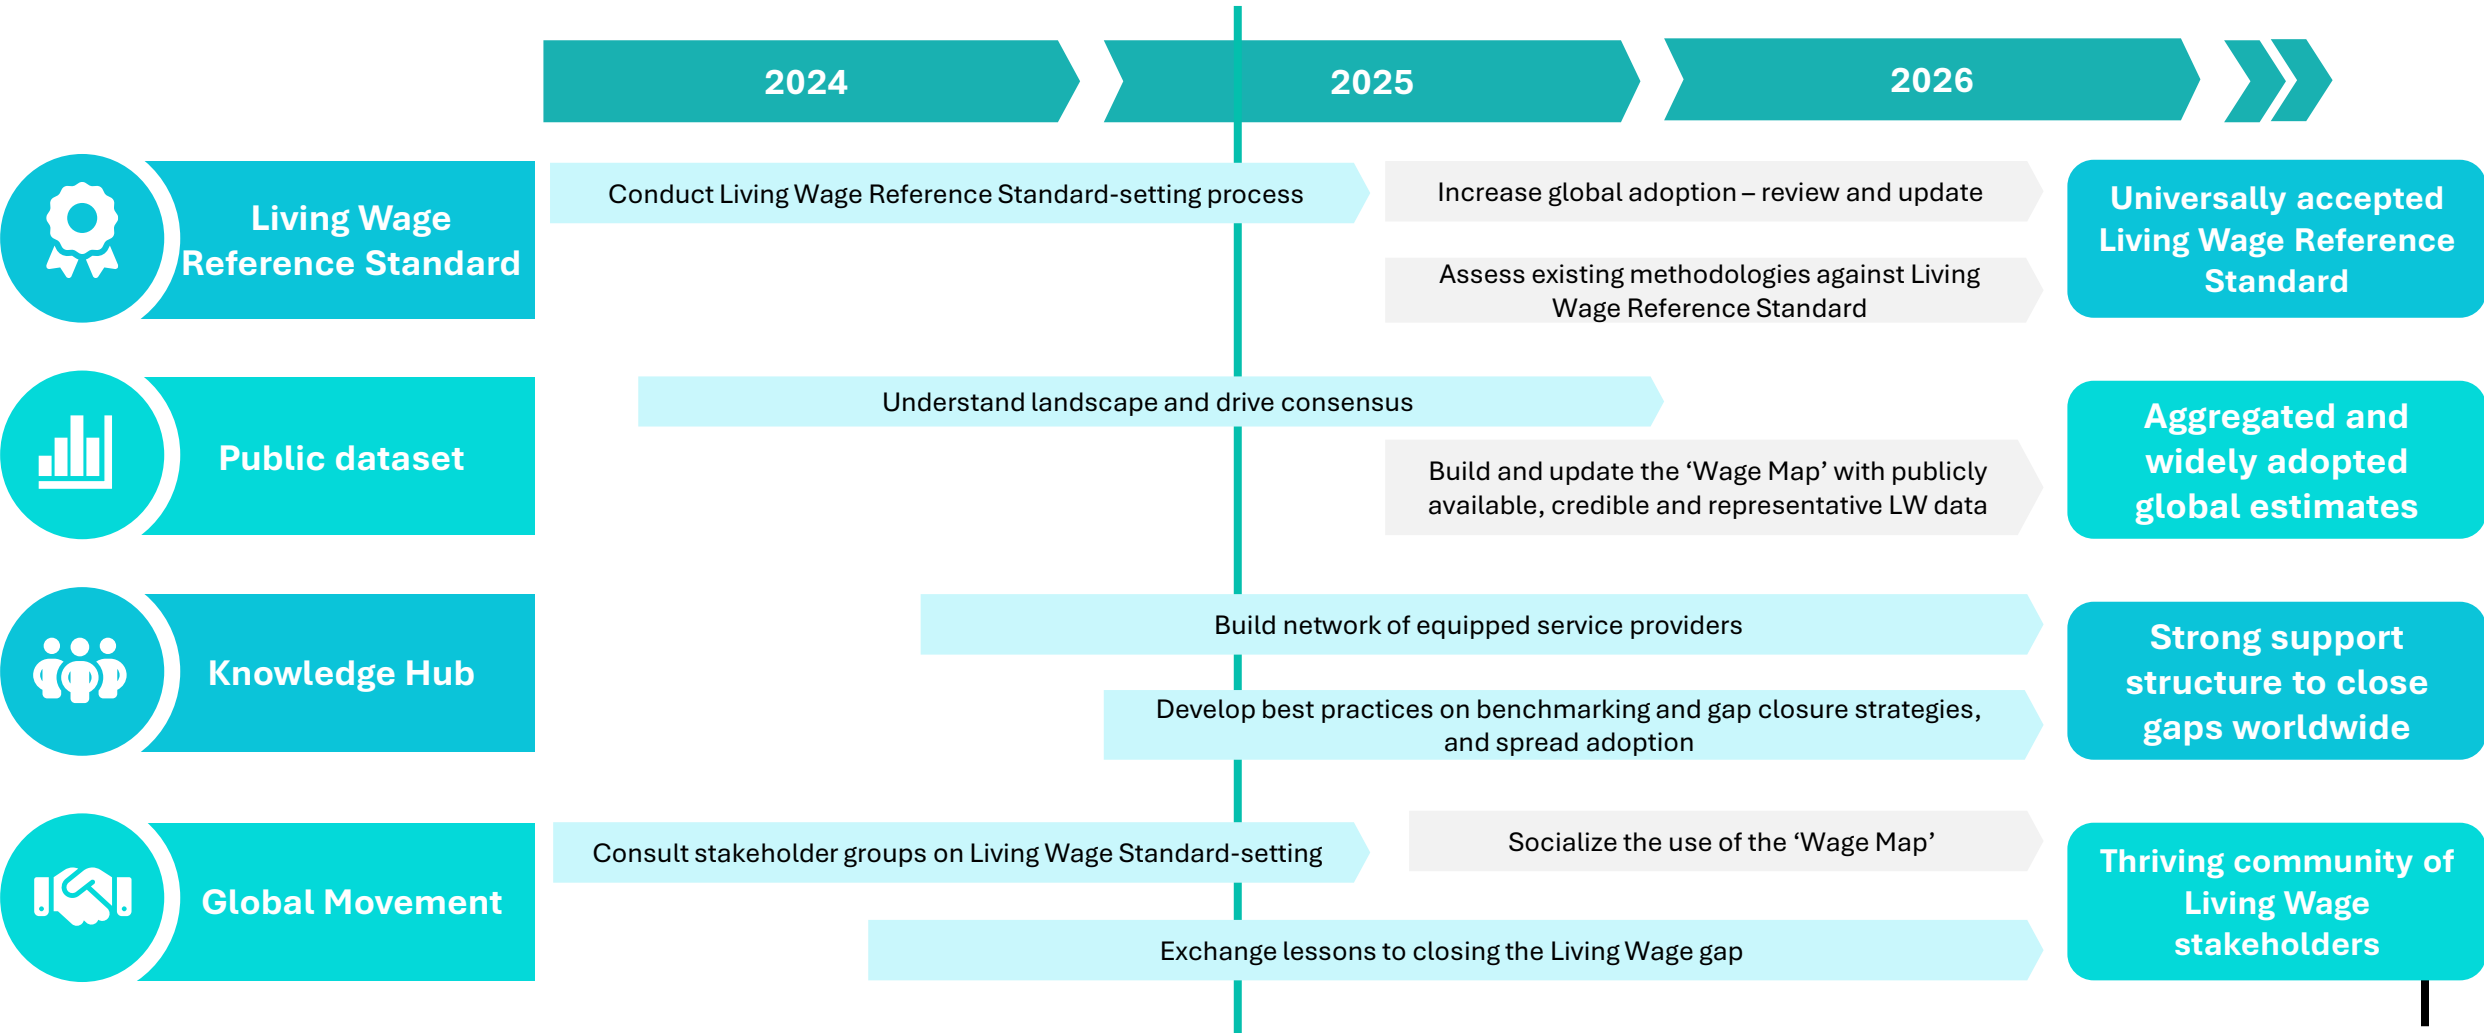 2024
2025
2026
Living Wage
Reference Standard
Conduct Living Wage Reference Standard-setting process
Increase global adoption – review and update
Assess existing methodologies against Living
Wage Reference Standard
Universally accepted
Living Wage Reference
Standard
Public dataset
Understand landscape and drive consensus
Build and update the ‘Wage Map’ with publicly
available, credible and representative LW data
Aggregated and
widely adopted
global estimates
Knowledge Hub
Build network of equipped service providers
Develop best practices on benchmarking and gap closure strategies,
and spread adoption
Strong support
structure to close
gaps worldwide
Global Movement
Consult stakeholder groups on Living Wage Standard-setting
Socialize the use of the ‘Wage Map’
Exchange lessons to closing the Living Wage gap
Thriving community of
Living Wage
stakeholders